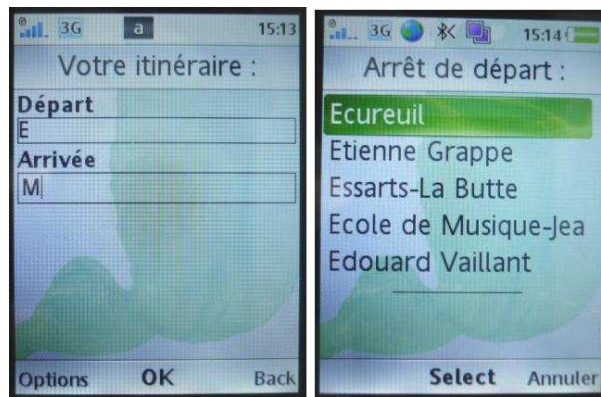 3G a 15:13
Votre itinéraire :
Départ
E
Arrivée
M
Options OK Back
3G 15:14
Arrêt de départ :
Ecureuil
Etienne Grappe
Essarts-La Butte
Ecole de Musique-Jea
Edouard Vaillant
Select Annuler